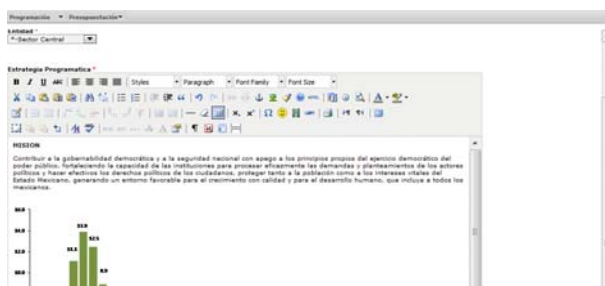 Programación Presupuestación
Entidad *
*-Sector Central
Estrategia Programatica *
B I U ABC Styles Paragraph Font Family Font Size
MISION
Contribuir a la gobernabilidad democrática y a la seguridad nacional con apego a los principios propios del ejercicio democrático del
poder público, fortaleciendo la capacidad de las instituciones para procesar eficazmente las demandas y planteamientos de los actores
políticos y hacer efectivos los derechos políticos de los ciudadanos, proteger tanto a la población como a los intereses vitales del
Estado Mexicano, generando un entorno favorable para el crecimiento con calidad y para el desarrollo humano, que incluya a todos los
mexicanos.